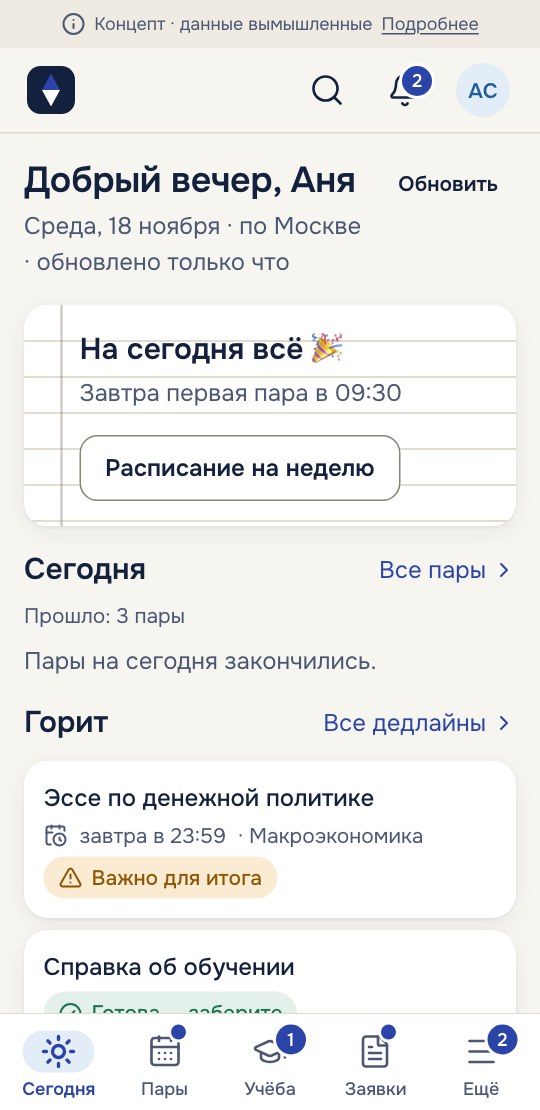 Концепт · данные вымышленные Подробнее
2
АС
Добрый вечер, Аня
Обновить
Среда, 18 ноября · по Москве
· обновлено только что
На сегодня всё 🎉
Завтра первая пара в 09:30
Расписание на неделю
Сегодня
Все пары
Прошло: 3 пары
Пары на сегодня закончились.
Горит
Все дедлайны
Эссе по денежной политике
завтра в 23:59 · Макроэкономика
Важно для итога
Справка об обучении
Готова — заберите
1
2
Сегодня
Пары
Учёба
Заявки
Ещё